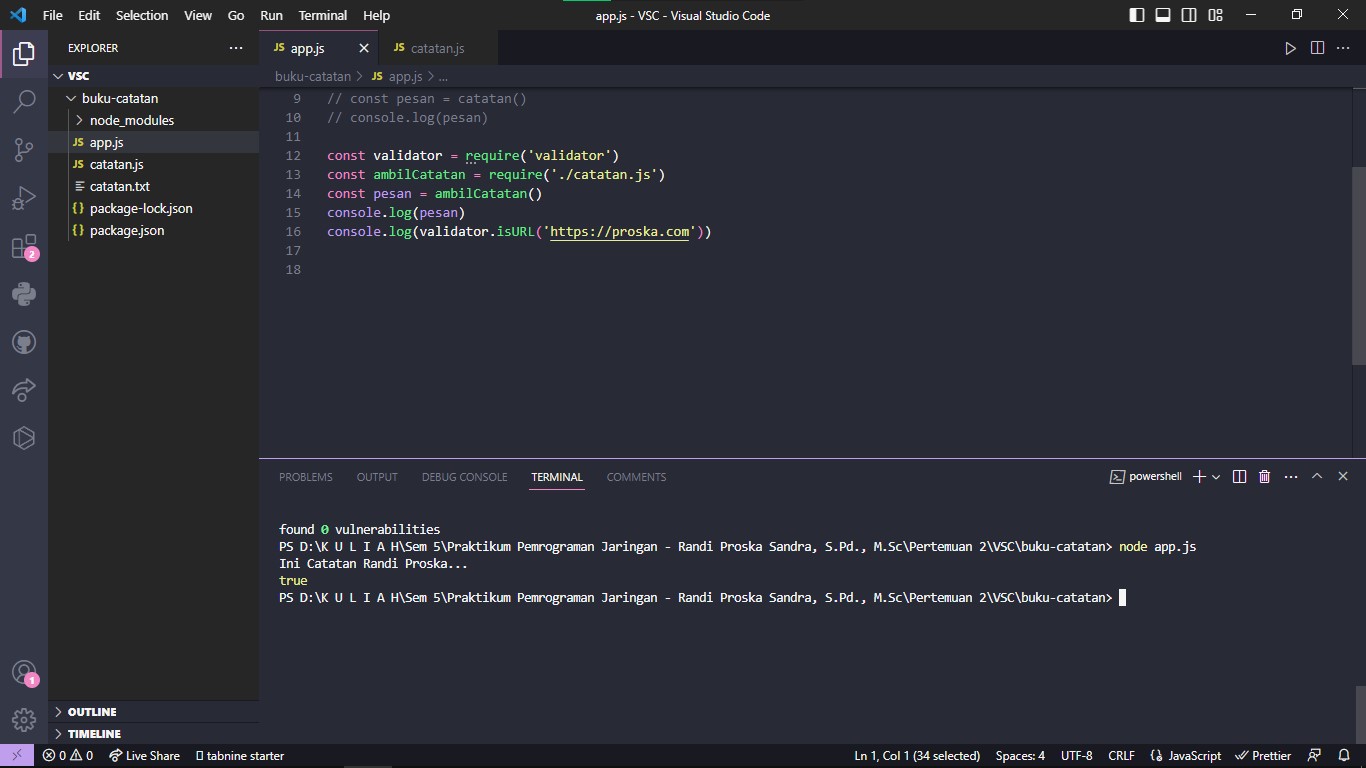 File Edit Selection View Go Run Terminal Help app.js - VSC - Visual Studio Code
EXPLORER
VSC
buku-catatan
node_modules
JS app.js
JS catatan.js
catatan.txt
{} package-lock.json
{} package.json
OUTLINE
TIMELINE
JS app.js JS catatan.js
buku-catatan > JS app.js > ...
9 // const pesan = catatan()
10 // console.log(pesan)
11
12 const validator = require('validator')
13 const ambilCatatan = require('./catatan.js')
14 const pesan = ambilCatatan()
15 console.log(pesan)
16 console.log(validator.isURL('https://proska.com'))
17
18
PROBLEMS OUTPUT DEBUG CONSOLE TERMINAL COMMENTS powershell
found 0 vulnerabilities
PS D:\K U L I A H\Sem 5\Praktikum Pemrograman Jaringan - Randi Proska Sandra, S.Pd., M.Sc\Pertemuan 2\VSC\buku-catatan> node app.js
Ini Catatan Randi Proska...
true
PS D:\K U L I A H\Sem 5\Praktikum Pemrograman Jaringan - Randi Proska Sandra, S.Pd., M.Sc\Pertemuan 2\VSC\buku-catatan>
2
1
0 0 Live Share tabnine starter Ln 1, Col 1 (34 selected) Spaces: 4 UTF-8 CRLF {} JavaScript Prettier